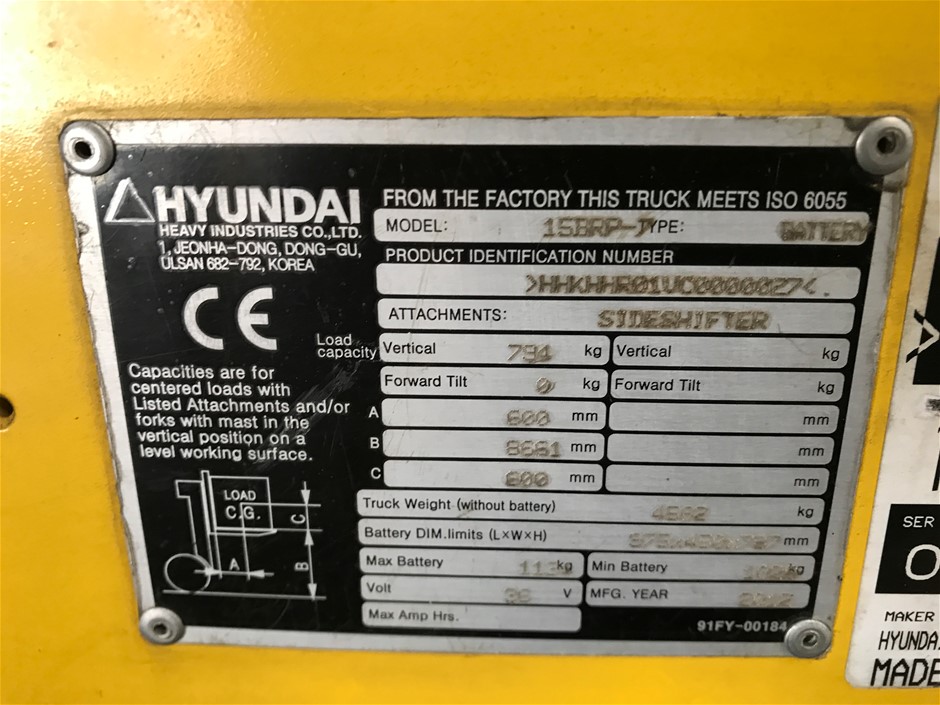 HYUNDAI
HEAVY INDUSTRIES CO.,LTD.
1, JEONHA-DONG, DONG-GU,
ULSAN 682-792, KOREA
CE
FROM THE FACTORY THIS TRUCK MEETS ISO 6055
MODEL: TYPE: BATTERY
PRODUCT IDENTIFICATION NUMBER
ATTACHMENTS: SIDESHIFTER
Load capacity
Vertical 794 kg Vertical kg
Forward Tilt 0 kg Forward Tilt kg
A 600 mm mm
B 8661 mm mm
C 600 mm mm
Capacities are for
centered loads with
Listed Attachments and/or
forks with mast in the
vertical position on a
level working surface.
LOAD
C.G.
A
B
C
Truck Weight (without battery) kg
Battery DIM.limits (L×W×H) mm
Max Battery kg Min Battery kg
Volt V MFG. YEAR
Max Amp Hrs.
91FY-00184
SER
MAKER
HYUNDA
MADE